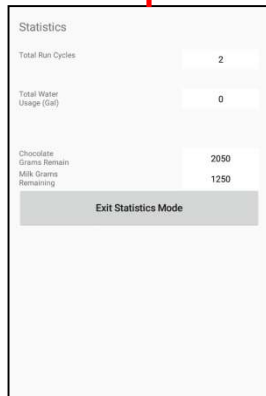 Statistics
Total Run Cycles
2
Total Water
Usage (Gal)
0
Chocolate
Grams Remain
2050
Milk Grams
Remaining
1250
Exit Statistics Mode